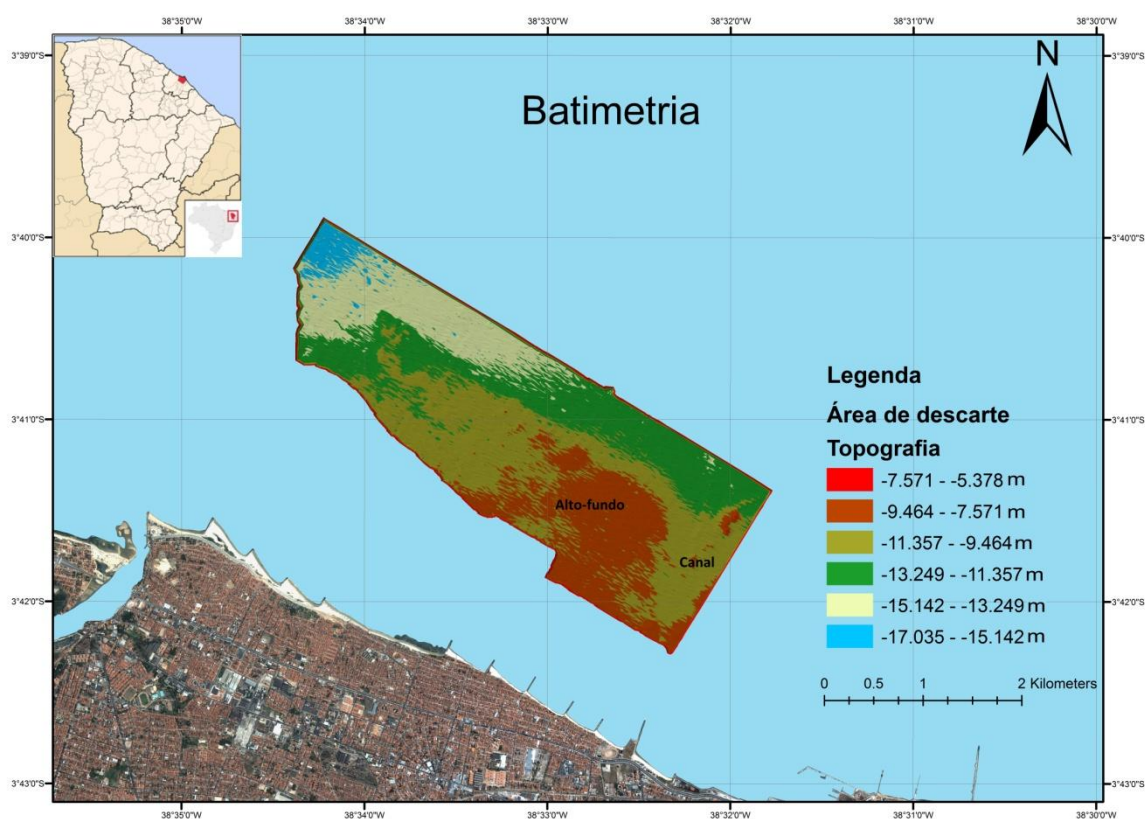 38°35'0"W 38°34'0"W 38°33'0"W 38°32'0"W 38°31'0"W 38°30'0"W
3°39'0"S 3°39'0"S
Batimetria
N
3°40'0"S 3°40'0"S
3°41'0"S 3°41'0"S
Alto-fundo
Canal
Legenda
Área de descarte
Topografia
-7.571 - -5.378 m
-9.464 - -7.571 m
-11.357 - -9.464 m
-13.249 - -11.357 m
-15.142 - -13.249 m
-17.035 - -15.142 m
3°42'0"S 3°42'0"S
0 0.5 1 2 Kilometers
3°43'0"S 3°43'0"S
38°35'0"W 38°34'0"W 38°33'0"W 38°32'0"W 38°31'0"W 38°30'0"W